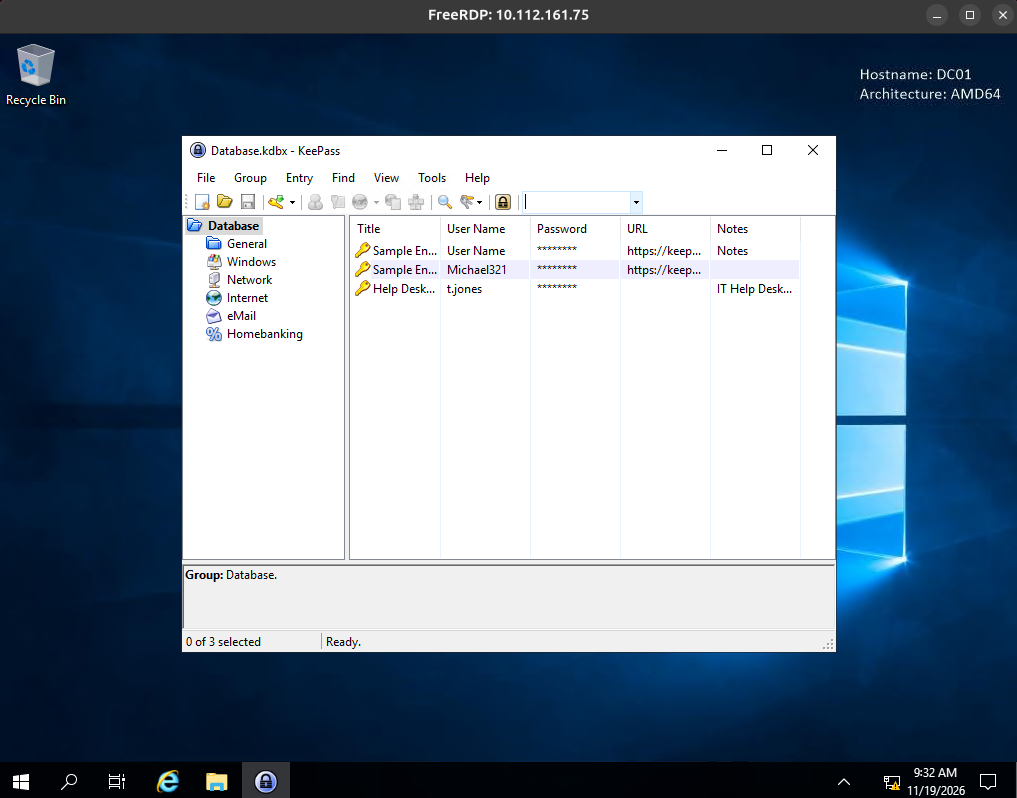 FreeRDP: 10.112.161.75
Recycle Bin
Hostname: DC01
Architecture: AMD64
Database.kdbx - KeePass
File Group Entry Find View Tools Help
Database
General
Windows
Network
Internet
eMail
Homebanking
Title User Name Password URL Notes
Sample En... User Name ******** https://keep... Notes
Sample En... Michael321 ******** https://keep...
Help Desk... t.jones ******** IT Help Desk...
Group: Database.
0 of 3 selected Ready.
9:32 AM
11/19/2026